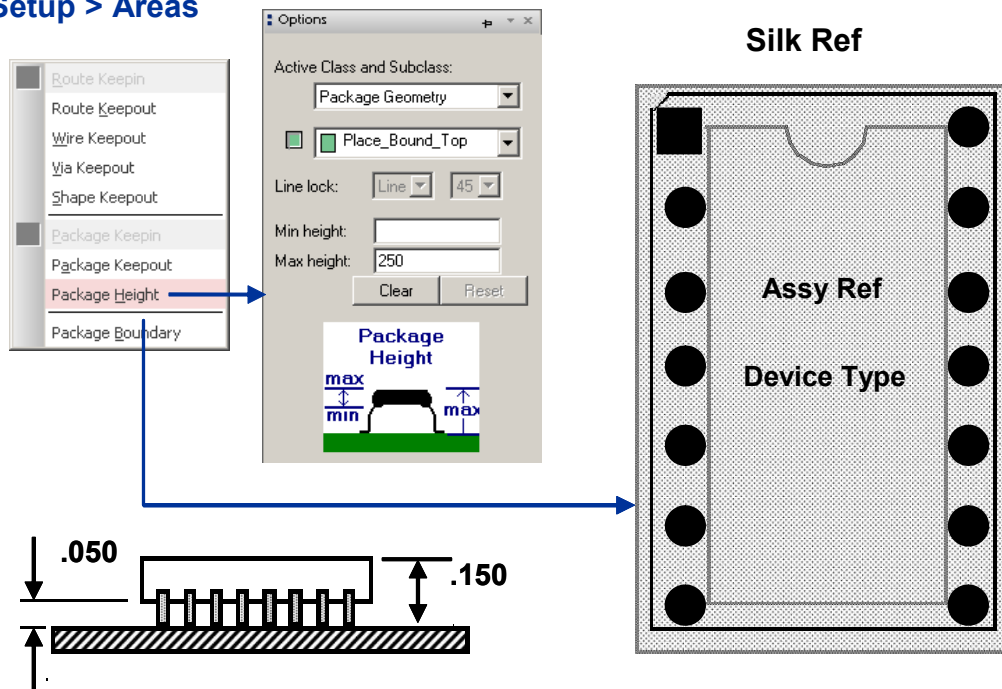 Setup > Areas
Route Keepin
Route Keepout
Wire Keepout
Via Keepout
Shape Keepout
Package Keepin
Package Keepout
Package Height
Package Boundary
Options
Active Class and Subclass:
Package Geometry
Place_Bound_Top
Line lock:
Line
45
Min height:
Max height:
250
Clear
Reset
Package
Height
max
min
max
Silk Ref
Assy Ref
Device Type
.050
.150